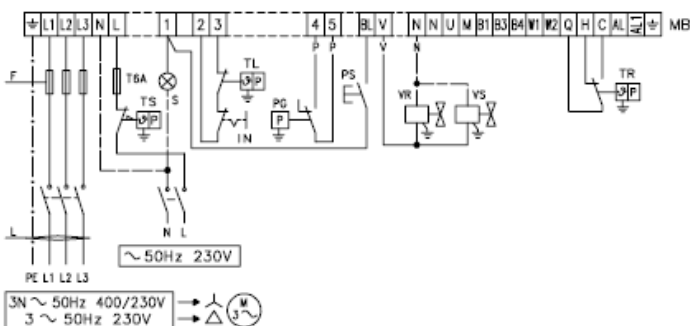 L1 L2 L3 N L 1 2 3 4 5 BL V N N U M B1 B3 B4 W1 W2 Q H C AL AL1 MB
P P V N
F T6A TL PS TR
S
TS PG VR VS
IN
P P P P
L
N L
~ 50Hz 230V
PE L1 L2 L3
3N ~ 50Hz 400/230V
3 ~ 50Hz 230V
M
3~